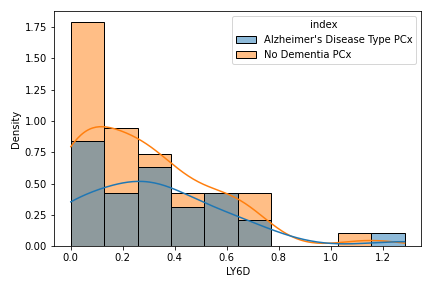 index
Alzheimer's Disease Type PCx
No Dementia PCx
1.75
1.50
1.25
1.00
0.75
0.50
0.25
0.00
Density
0.0 0.2 0.4 0.6 0.8 1.0 1.2
LY6D